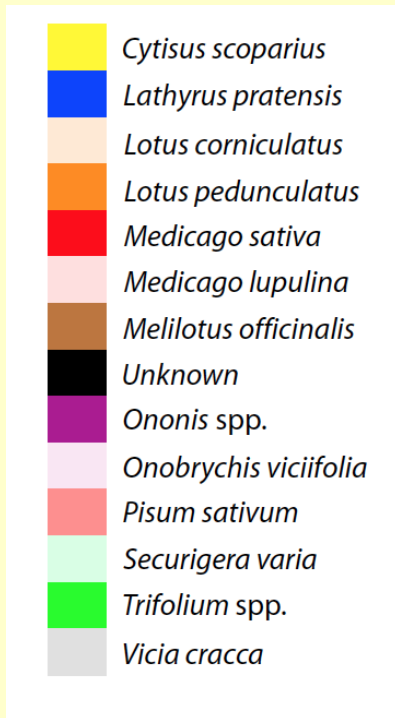 Cytisus scoparius
Lathyrus pratensis
Lotus corniculatus
Lotus pedunculatus
Medicago sativa
Medicago lupulina
Melilotus officinalis
Unknown
Ononis spp.
Onobrychis viciifolia
Pisum sativum
Securigera varia
Trifolium spp.
Vicia cracca